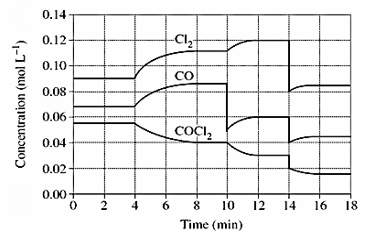 Concentration (mol L⁻¹)
0.14
0.12
0.10
0.08
0.06
0.04
0.02
0.00
Cl₂
CO
COCl₂
0 2 4 6 8 10 12 14 16 18
Time (min)